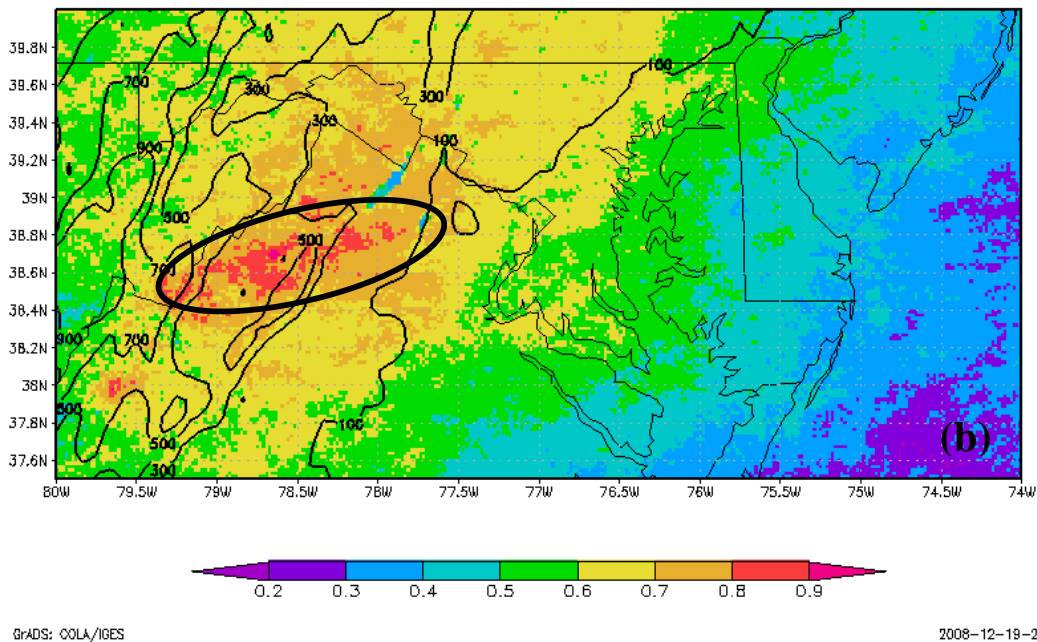 39.8N
39.6N
39.4N
39.2N
39N
38.8N
38.6N
38.4N
38.2N
38N
37.8N
37.6N
700
300
100
300
300
100
900
500
500
700
900
700
500
500
300
100
(b)
80W 79.5W 79W 78.5W 78W 77.5W 77W 76.5W 76W 75.5W 75W 74.5W 74W
0.2 0.3 0.4 0.5 0.6 0.7 0.8 0.9
GrADS: COLA/IGES 2008-12-19-2